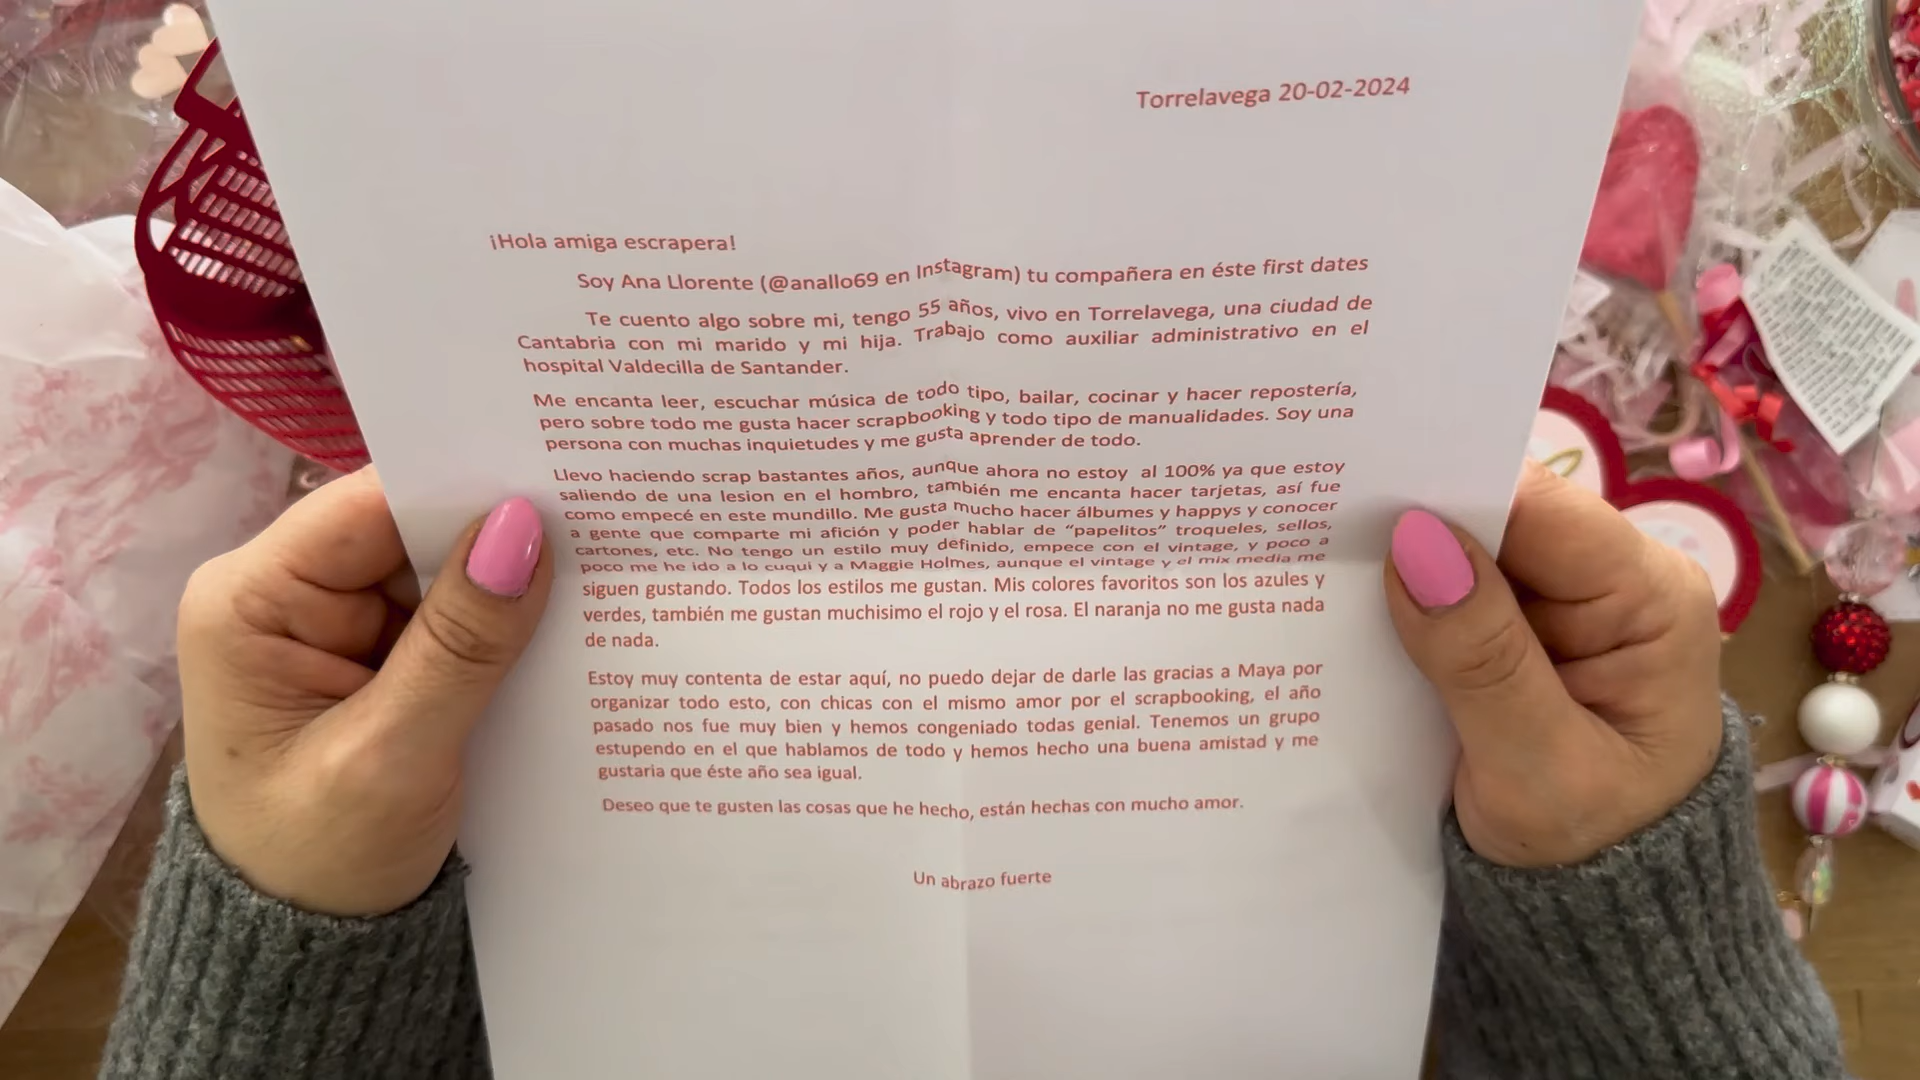 Torrelavega 20-02-2024
¡Hola amiga escrapera!
Soy Ana Llorente (@anallo69 en Instagram) tu compañera en éste first dates
Te cuento algo sobre mi, tengo 55 años, vivo en Torrelavega, una ciudad de
Cantabria con mi marido y mi hija. Trabajo como auxiliar administrativo en el
hospital Valdecilla de Santander.
Me encanta leer, escuchar música de todo tipo, bailar, cocinar y hacer repostería,
pero sobre todo me gusta hacer scrapbooking y todo tipo de manualidades. Soy una
persona con muchas inquietudes y me gusta aprender de todo.
Llevo haciendo scrap bastantes años, aunque ahora no estoy al 100% ya que estoy
saliendo de una lesion en el hombro, también me encanta hacer tarjetas, así fue
como empecé en este mundillo. Me gusta mucho hacer álbumes y happys y conocer
a gente que comparte mi afición y poder hablar de “papelitos” troqueles, sellos,
cartones, etc. No tengo un estilo muy definido, empece con el vintage, y poco a
poco me he ido a lo cuqui y a Maggie Holmes, aunque el vintage y el mix media me
siguen gustando. Todos los estilos me gustan. Mis colores favoritos son los azules y
verdes, también me gustan muchisimo el rojo y el rosa. El naranja no me gusta nada
de nada.
Estoy muy contenta de estar aquí, no puedo dejar de darle las gracias a Maya por
organizar todo esto, con chicas con el mismo amor por el scrapbooking, el año
pasado nos fue muy bien y hemos congeniado todas genial. Tenemos un grupo
estupendo en el que hablamos de todo y hemos hecho una buena amistad y me
gustaria que éste año sea igual.
Deseo que te gusten las cosas que he hecho, están hechas con mucho amor.
Un abrazo fuerte